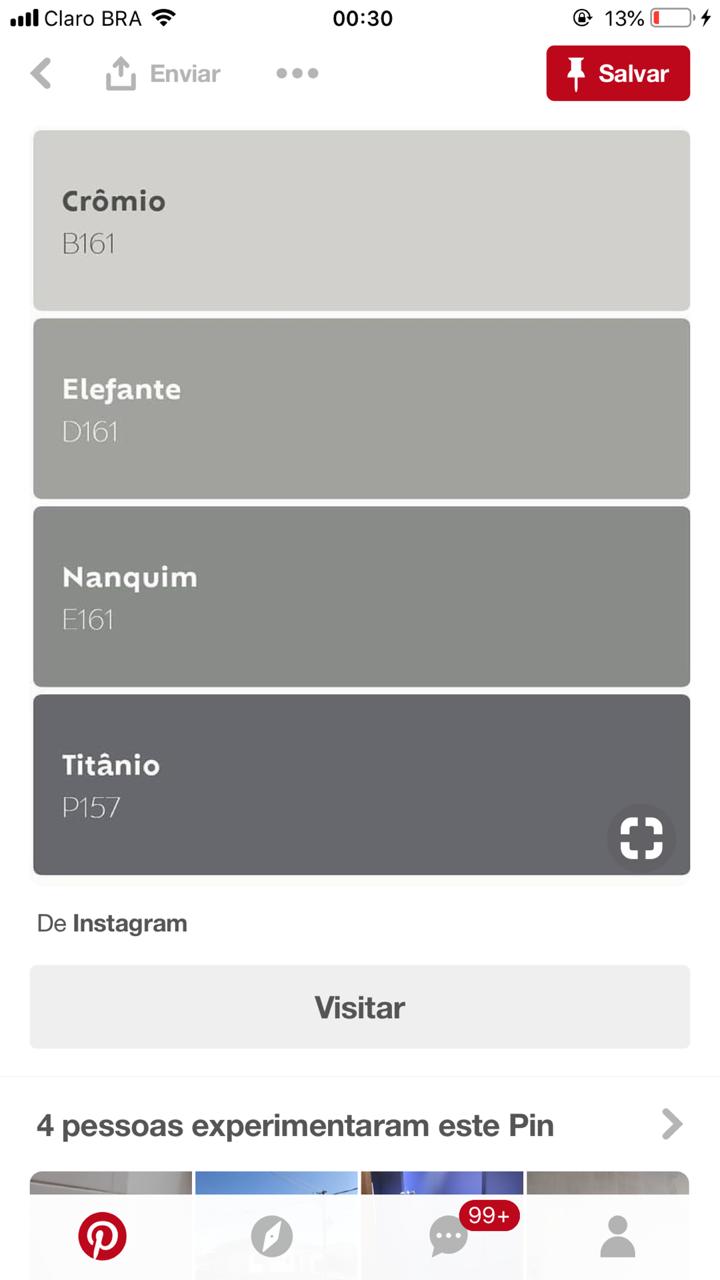 Claro BRA
00:30
13%
Enviar
Salvar
Crômio
B161
Elefante
D161
Nanquim
E161
Titânio
P157
De Instagram
Visitar
4 pessoas experimentaram este Pin
99+